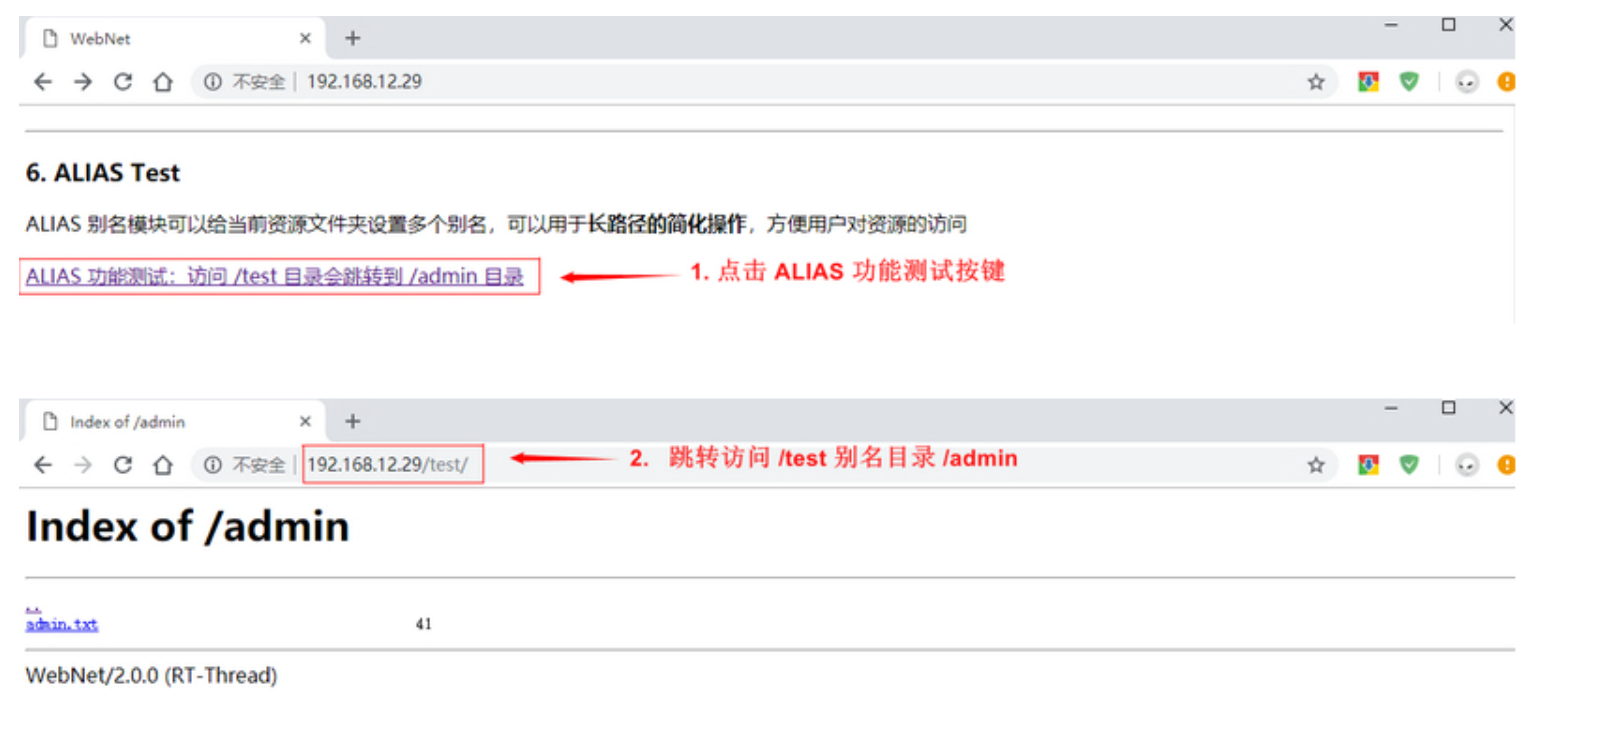 WebNet
不安全 | 192.168.12.29
6. ALIAS Test
ALIAS 别名模块可以给当前资源文件夹设置多个别名，可以用于长路径的简化操作，方便用户对资源的访问
ALIAS 功能测试：访问 /test 目录会跳转到 /admin 目录
1. 点击 ALIAS 功能测试按键
Index of /admin
不安全 | 192.168.12.29/test/
2. 跳转访问 /test 别名目录 /admin
Index of /admin
..
admin.txt 41
WebNet/2.0.0 (RT-Thread)